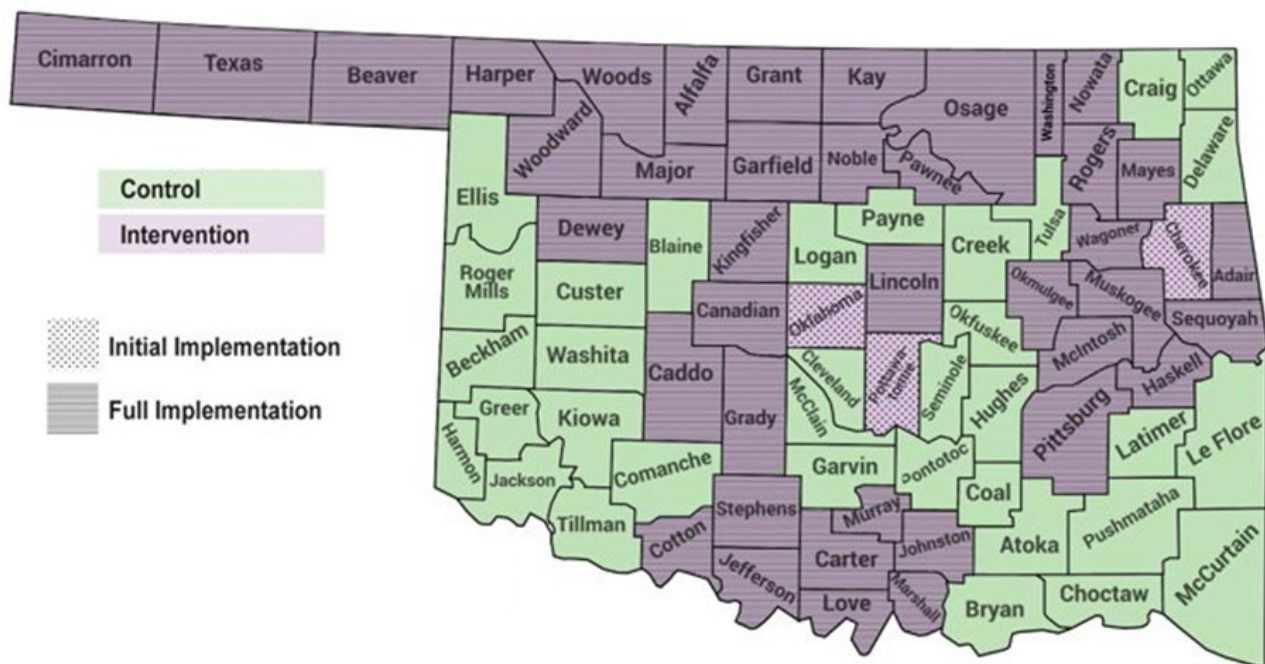 Cimarron
Texas
Beaver
Harper
Woods
Alfalfa
Grant
Kay
Osage
Washington
Nowata
Craig
Ottawa
Woodward
Major
Garfield
Noble
Pawnee
Rogers
Mayes
Delaware
Ellis
Dewey
Blaine
Kingfisher
Logan
Payne
Creek
Tulsa
Wagoner
Cherokee
Adair
Control
Intervention
Roger
Mills
Custer
Canadian
Oklahoma
Lincoln
Okmulgee
Muskogee
Sequoyah
Initial Implementation
Full Implementation
Beckham
Washita
Caddo
Grady
Cleveland
McClain
Pottawa-
tomie
Seminole
Okfuskee
Hughes
McIntosh
Haskell
Pittsburg
Latimer
Le Flore
Greer
Harmon
Kiowa
Jackson
Comanche
Tillman
Cotton
Stephens
Jefferson
Garvin
Murray
Carter
Love
Pontotoc
Johnston
Marshall
Coal
Atoka
Bryan
Pushmataha
Choctaw
McCurtain